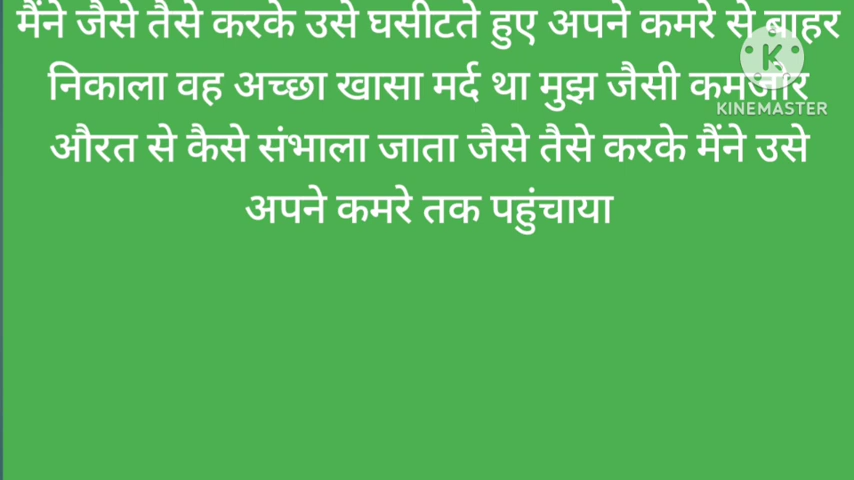 मैंने जैसे तैसे करके उसे घसीटते हुए अपने कमरे से बाहर
निकाला वह अच्छा खासा मर्द था मुझ जैसी कमजोर
औरत से कैसे संभाला जाता जैसे तैसे करके मैंने उसे
अपने कमरे तक पहुंचाया
K
KINEMASTER